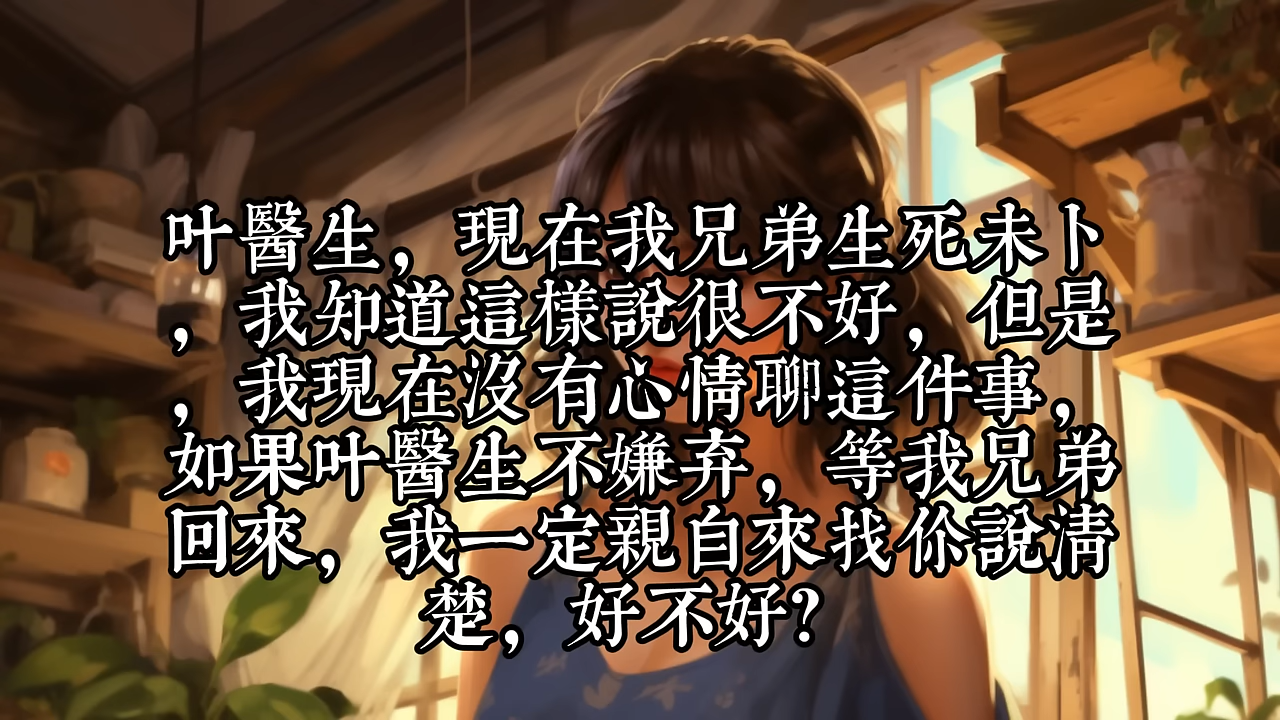 叶醫生，現在我兄弟生死未卜
，我知道這樣說很不好，但是
，我現在沒有心情聊這件事，
如果叶醫生不嫌弃，等我兄弟
回來，我一定親自來找你說清
楚，好不好？